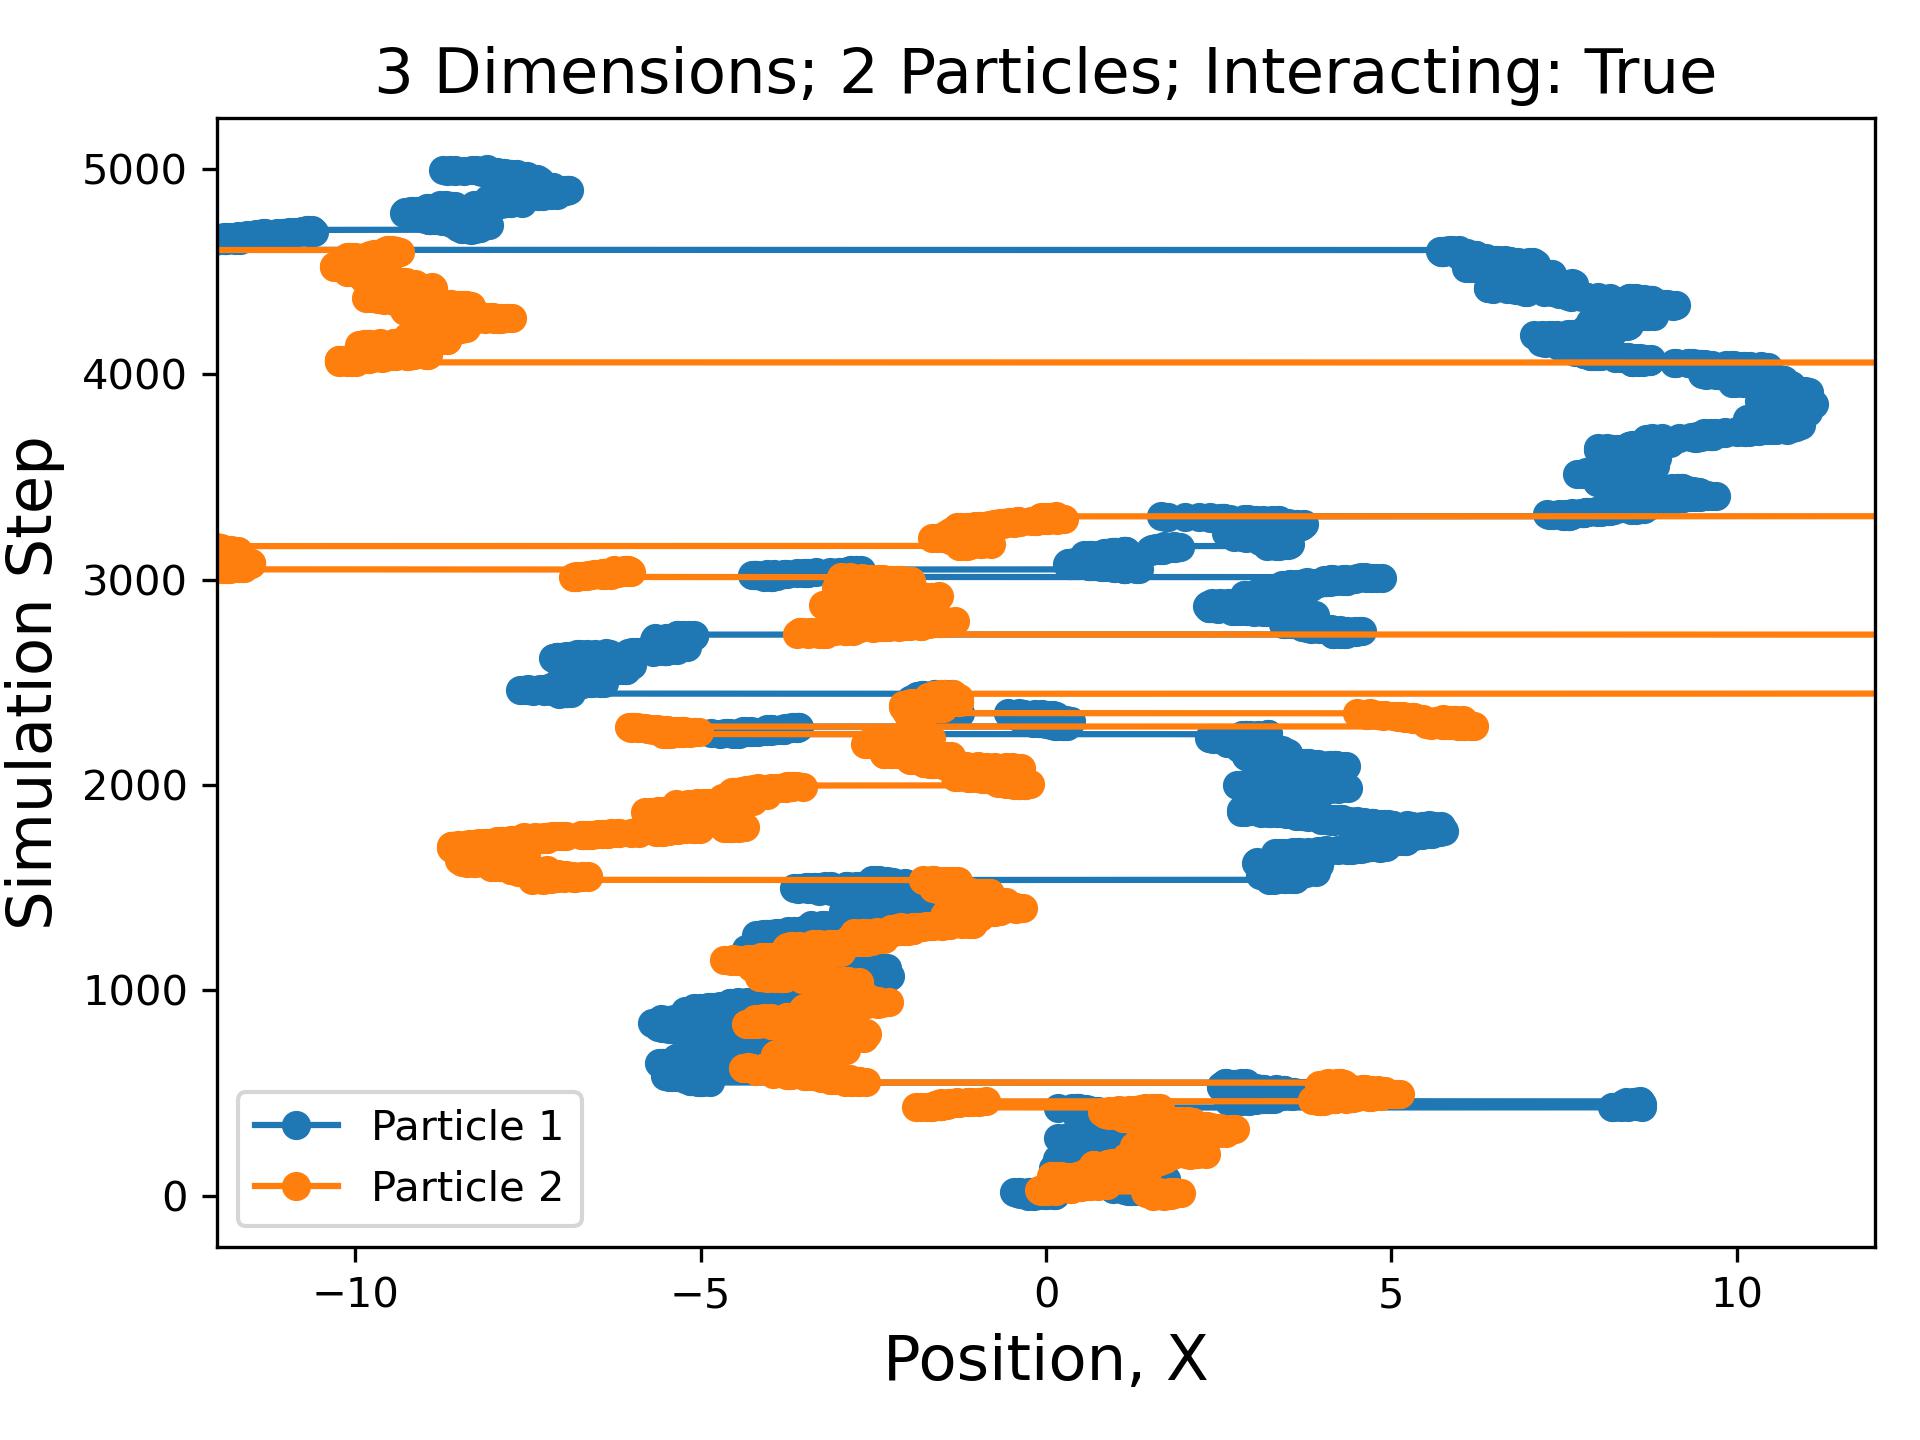 3 Dimensions; 2 Particles; Interacting: True
Simulation Step
5000
4000
3000
2000
1000
0
Particle 1
Particle 2
−10
−5
0
5
10
Position, X